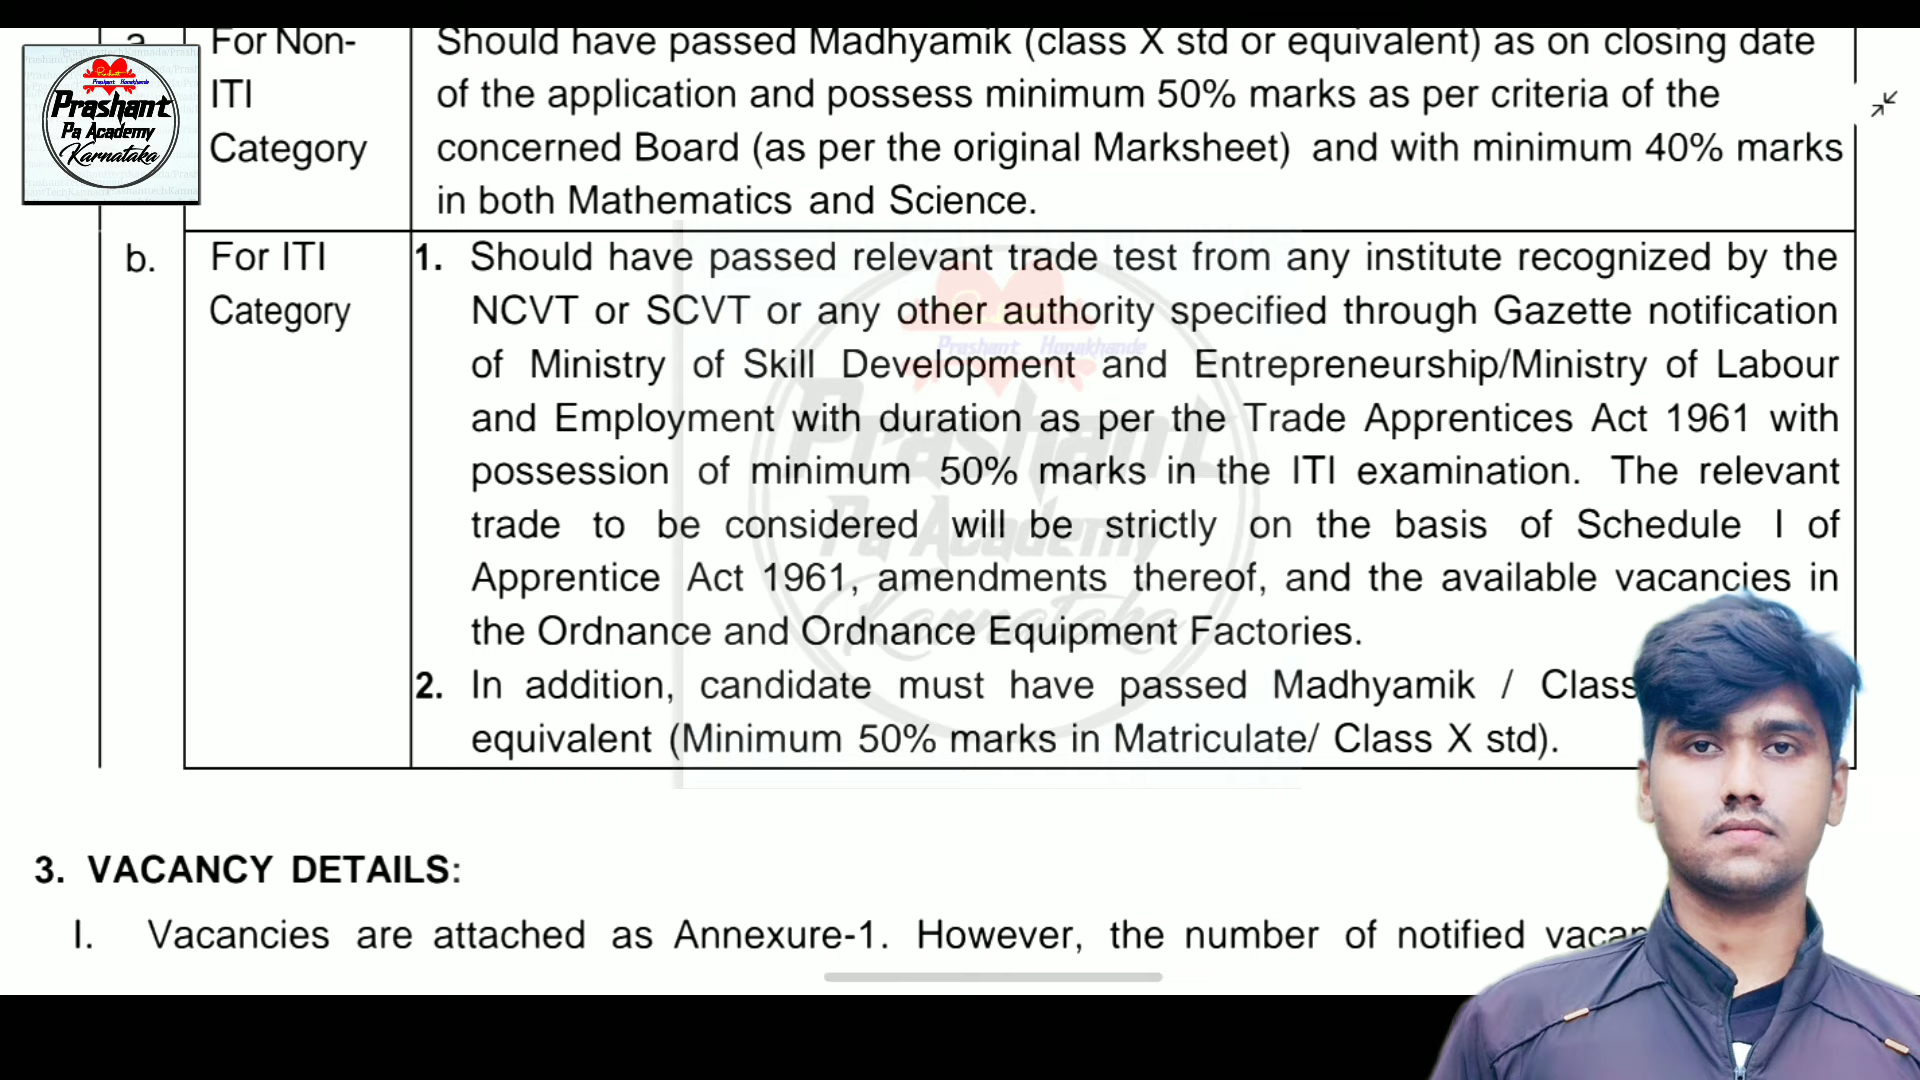 a
For Non-
ITI
Category
Should have passed Madhyamik (class X std or equivalent) as on closing date
of the application and possess minimum 50% marks as per criteria of the
concerned Board (as per the original Marksheet) and with minimum 40% marks
in both Mathematics and Science.
Prashant
Pa Academy
Karnataka
b.
For ITI
Category
1. Should have passed relevant trade test from any institute recognized by the
NCVT or SCVT or any other authority specified through Gazette notification
of Ministry of Skill Development and Entrepreneurship/Ministry of Labour
and Employment with duration as per the Trade Apprentices Act 1961 with
possession of minimum 50% marks in the ITI examination. The relevant
trade to be considered will be strictly on the basis of Schedule I of
Apprentice Act 1961, amendments thereof, and the available vacancies in
the Ordnance and Ordnance Equipment Factories.
2. In addition, candidate must have passed Madhyamik / Class
equivalent (Minimum 50% marks in Matriculate/ Class X std).
Prashant Honakhande
Prashant
Pa Academy
Karnataka
3. VACANCY DETAILS:
I. Vacancies are attached as Annexure-1. However, the number of notified